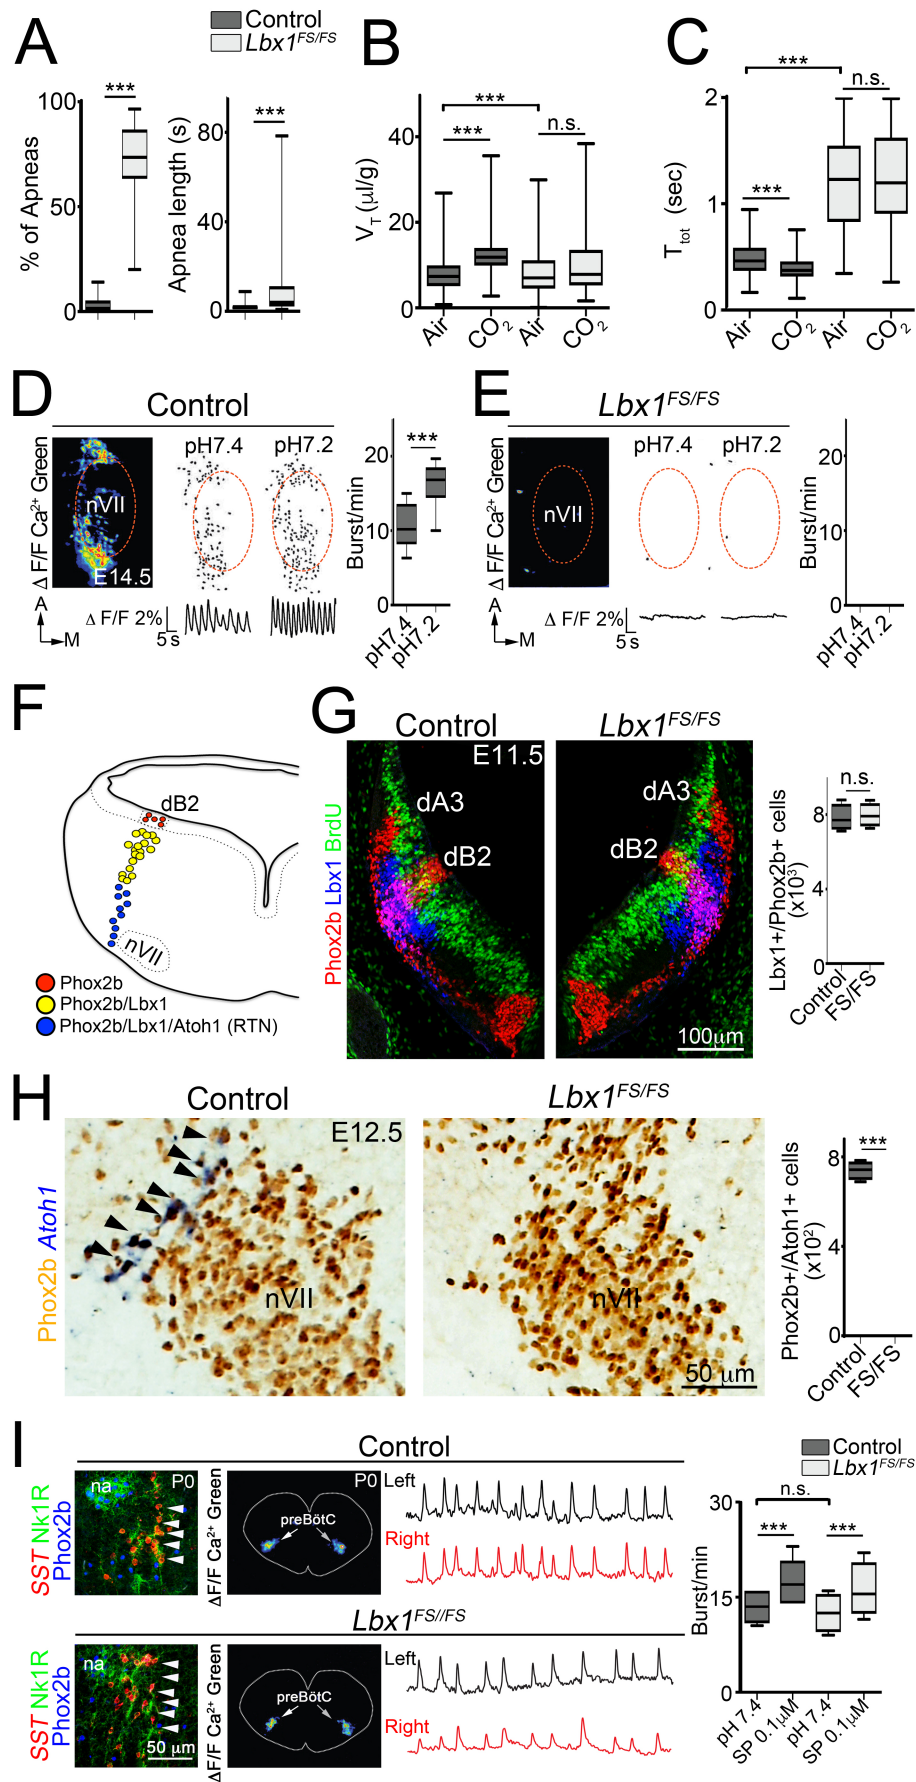 Control
Lbx1FS/FS
A
***
100
50
0
% of Apneas
***
80
40
0
Apnea length (s)
B
***
***
n.s.
40
20
0
VT (µl/g)
Air
CO2
Air
CO2
C
***
n.s.
***
2
1
0
Ttot (sec)
Air
CO2
Air
CO2
D
Control
Δ F/F Ca2+ Green
nVII
E14.5
pH7.4
pH7.2
A
M
Δ F/F 2%
5 s
***
20
10
0
Burst/min
pH7.4
pH7.2
E
Lbx1FS/FS
Δ F/F Ca2+ Green
nVII
pH7.4
pH7.2
A
M
Δ F/F 2%
5 s
20
10
0
Burst/min
pH7.4
pH7.2
F
dB2
nVII
Phox2b
Phox2b/Lbx1
Phox2b/Lbx1/Atoh1 (RTN)
G
Control
Lbx1FS/FS
Phox2b Lbx1 BrdU
E11.5
dA3
dB2
dA3
dB2
100µm
n.s.
8
4
0
Lbx1+/Phox2b+ cells
(x103)
Control
FS/FS
H
Control
Lbx1FS/FS
Phox2b Atoh1
E12.5
nVII
nVII
50 µm
***
8
4
0
Phox2b+/Atoh1+ cells
(x102)
Control
FS/FS
I
Control
SST Nk1R
Phox2b
na
P0
ΔF/F Ca2+ Green
P0
preBötC
Left
Right
Lbx1FS//FS
SST Nk1R
Phox2b
na
50 µm
ΔF/F Ca2+ Green
preBötC
Left
Right
Control
Lbx1FS/FS
n.s.
***
***
30
15
0
Burst/min
pH 7.4
SP 0.1µM
pH 7.4
SP 0.1µM